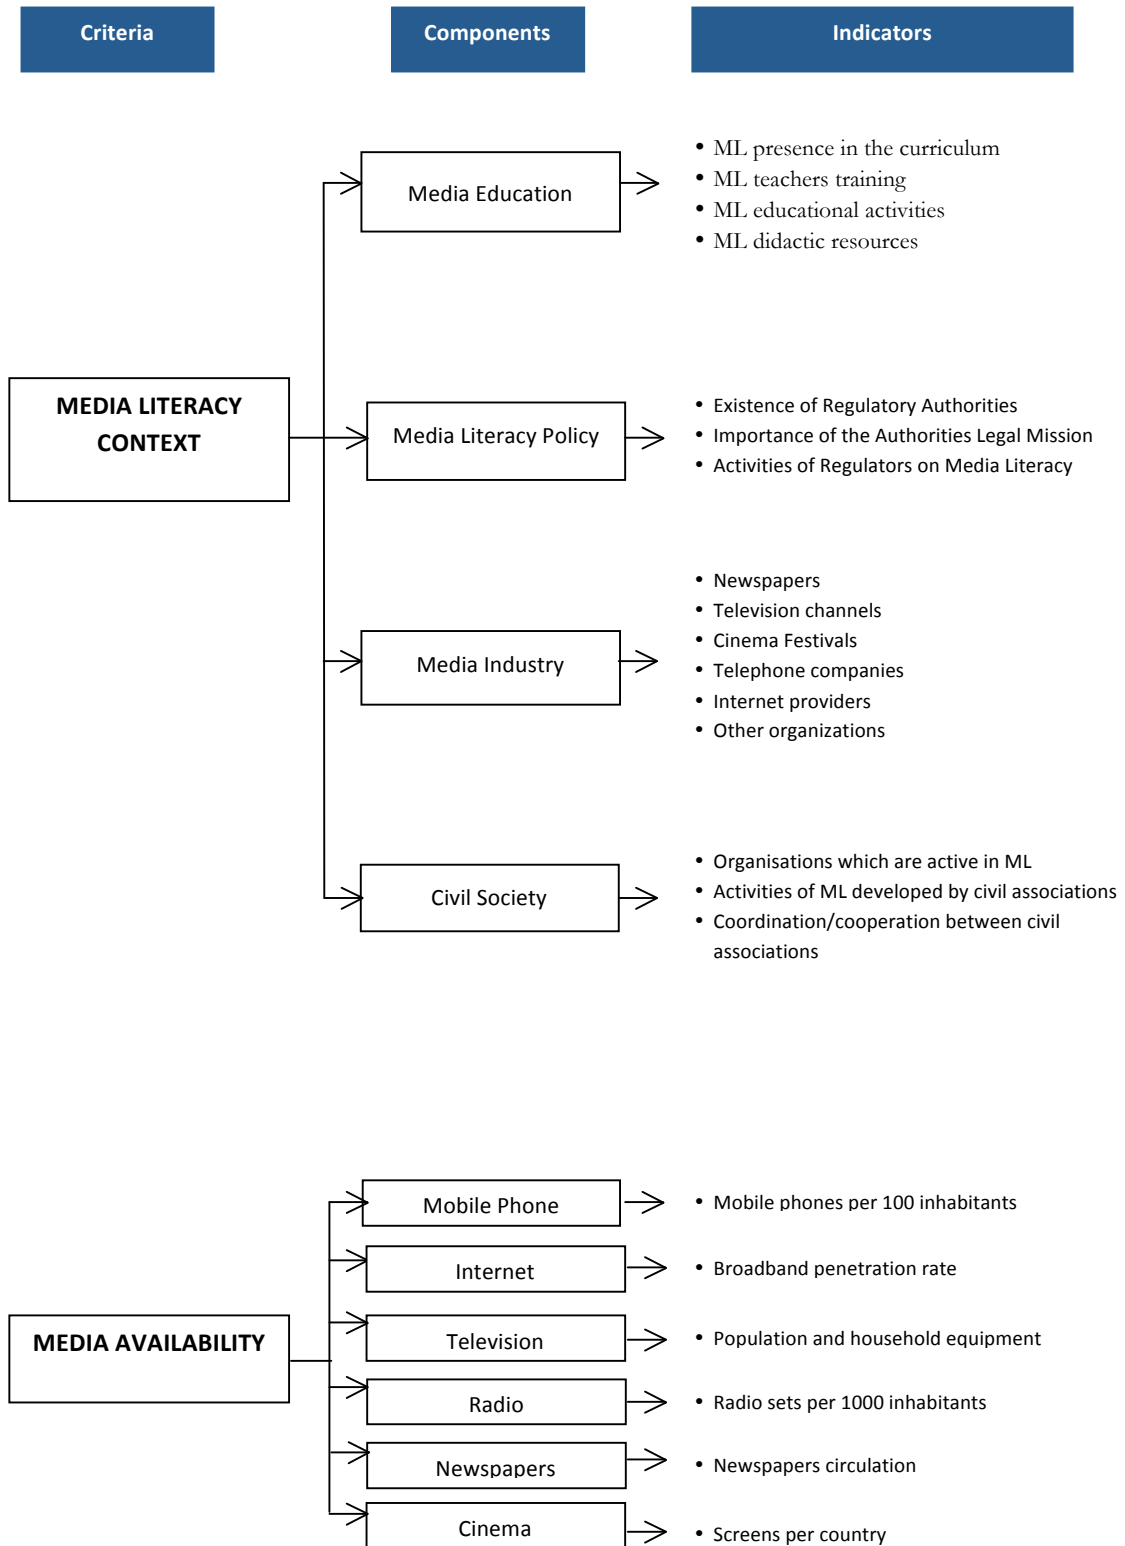 Criteria
Components
Indicators
MEDIA LITERACY
CONTEXT
Media Education
• ML presence in the curriculum
• ML teachers training
• ML educational activities
• ML didactic resources
Media Literacy Policy
• Existence of Regulatory Authorities
• Importance of the Authorities Legal Mission
• Activities of Regulators on Media Literacy
Media Industry
• Newspapers
• Television channels
• Cinema Festivals
• Telephone companies
• Internet providers
• Other organizations
Civil Society
• Organisations which are active in ML
• Activities of ML developed by civil associations
• Coordination/cooperation between civil
associations
MEDIA AVAILABILITY
Mobile Phone
• Mobile phones per 100 inhabitants
Internet
• Broadband penetration rate
Television
• Population and household equipment
Radio
• Radio sets per 1000 inhabitants
Newspapers
• Newspapers circulation
Cinema
• Screens per country